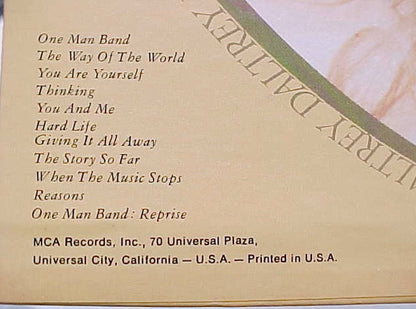 One Man Band
The Way Of The World
You Are Yourself
Thinking
You And Me
Hard Life
Giving It All Away
The Story So Far
When The Music Stops
Reasons
One Man Band: Reprise
MCA Records, Inc., 70 Universal Plaza,
Universal City, California — U.S.A. — Printed in U.S.A.
DALTREY DALTREY